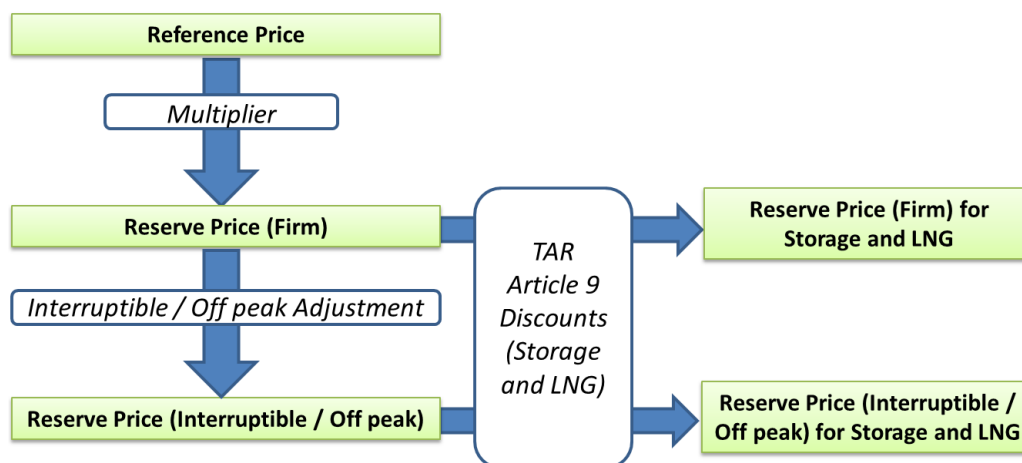 Reference Price
Multiplier
Reserve Price (Firm)
Reserve Price (Firm) for
Storage and LNG
TAR
Article 9
Discounts
(Storage
and LNG)
Interruptible / Off peak Adjustment
Reserve Price (Interruptible / Off peak)
Reserve Price (Interruptible /
Off peak) for Storage and LNG